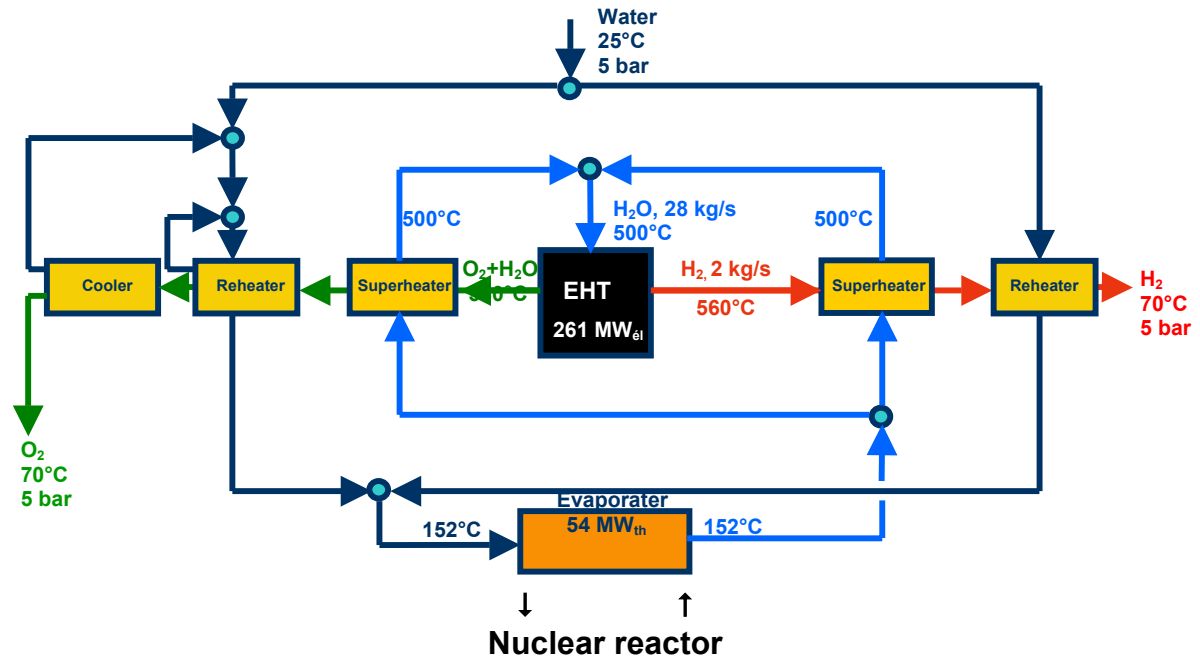 Water
25°C
5 bar
500°C
H₂O, 28 kg/s
500°C
500°C
Cooler
Reheater
Superheater
O₂+H₂O
EHT
261 MWél
H₂, 2 kg/s
560°C
Superheater
Reheater
H₂
70°C
5 bar
O₂
70°C
5 bar
152°C
Evaporater
54 MWth
152°C
Nuclear reactor